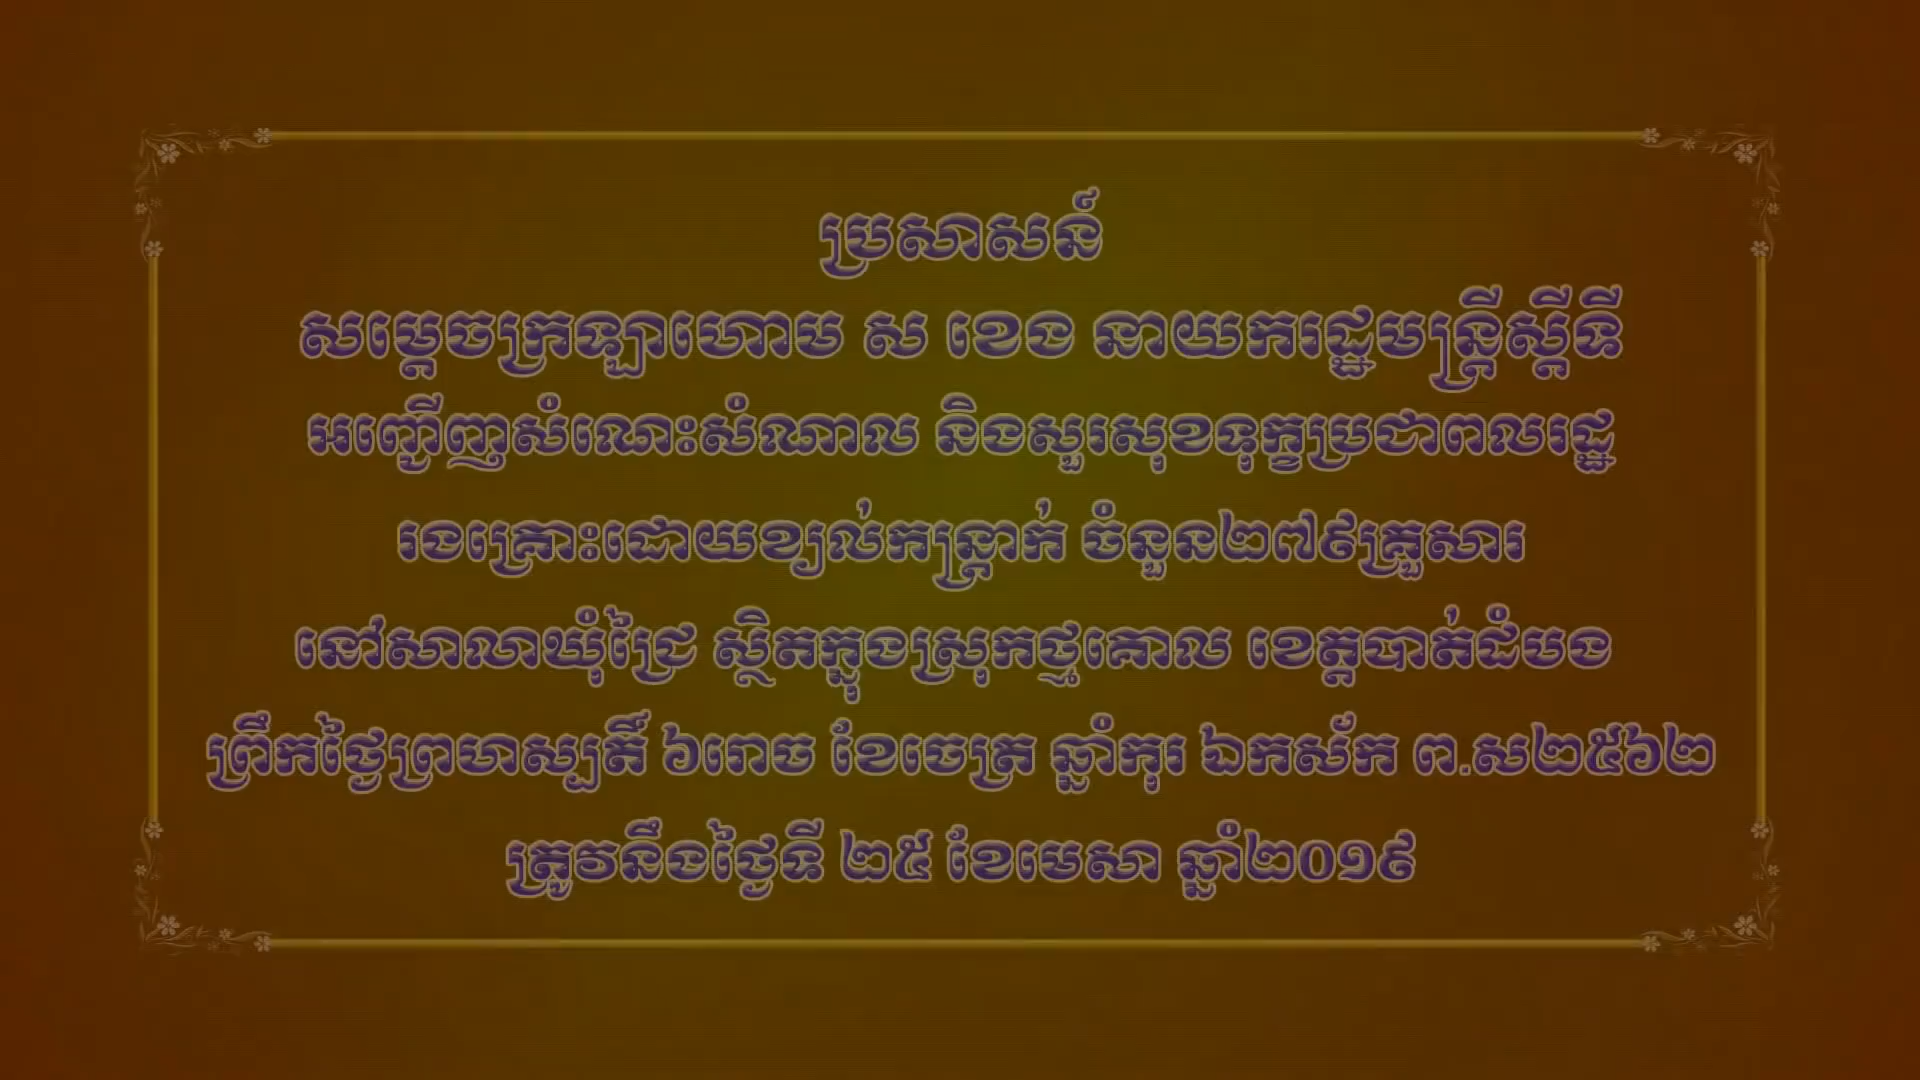 ប្រសាសន៍
សម្ដេចក្រឡាហោម ស ខេង នាយករដ្ឋមន្ត្រីស្ដីទី
អញ្ជើញសំណេះសំណាល និងសួរសុខទុក្ខប្រជាពលរដ្ឋ
រងគ្រោះដោយខ្យល់កន្ត្រាក់ ចំនួន២៧៩គ្រួសារ
នៅសាលាឃុំជ្រៃ ស្ថិតក្នុងស្រុកថ្មគោល ខេត្តបាត់ដំបង
ព្រឹកថ្ងៃព្រហស្បតិ៍ ៦រោច ខែចេត្រ ឆ្នាំកុរ ឯកស័ក ព.ស២៥៦២
ត្រូវនឹងថ្ងៃទី ២៥ ខែមេសា ឆ្នាំ២០១៩